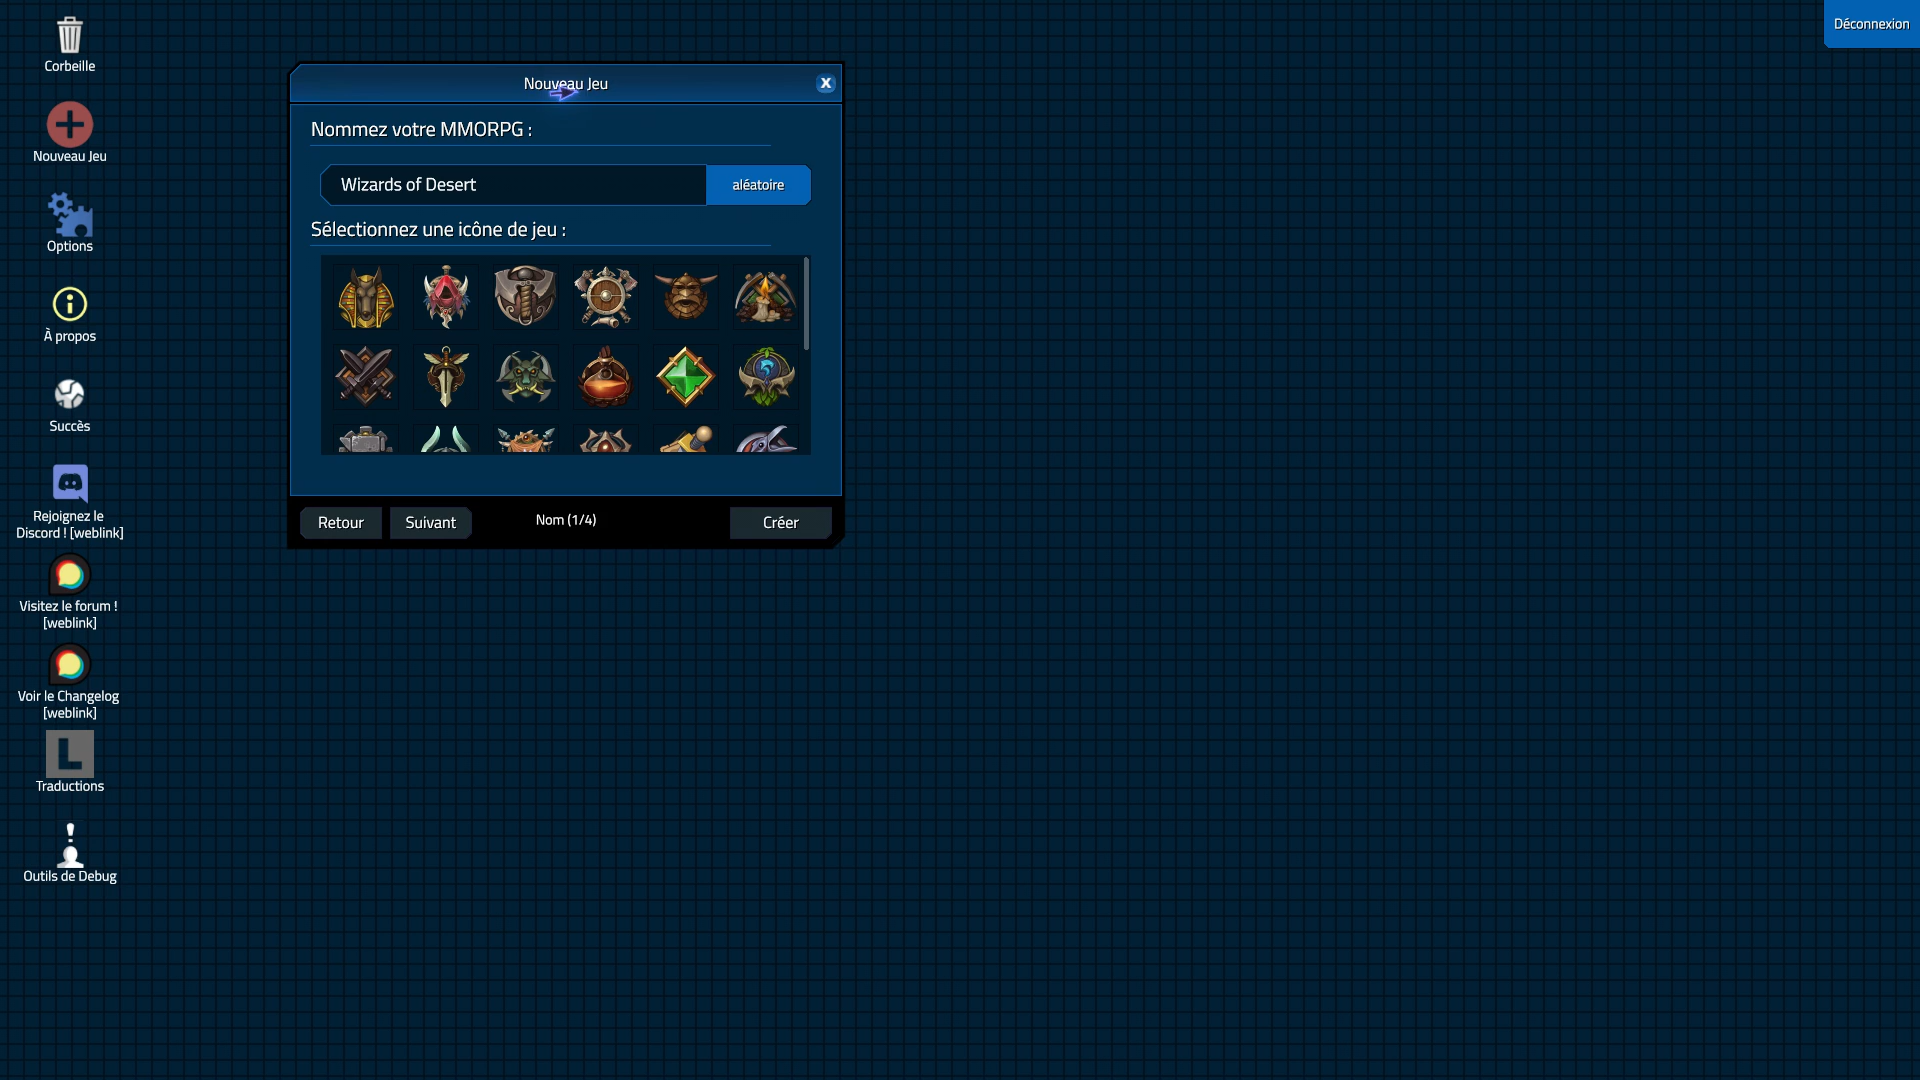 Corbeille
Nouveau Jeu
Options
À propos
Succès
Rejoignez le
Discord ! [weblink]
Visitez le forum !
[weblink]
Voir le Changelog
[weblink]
L
Traductions
Outils de Debug
Nouveau Jeu
X
Nommez votre MMORPG :
Wizards of Desert
aléatoire
Sélectionnez une icône de jeu :
Retour
Suivant
Nom (1/4)
Créer
Déconnexion